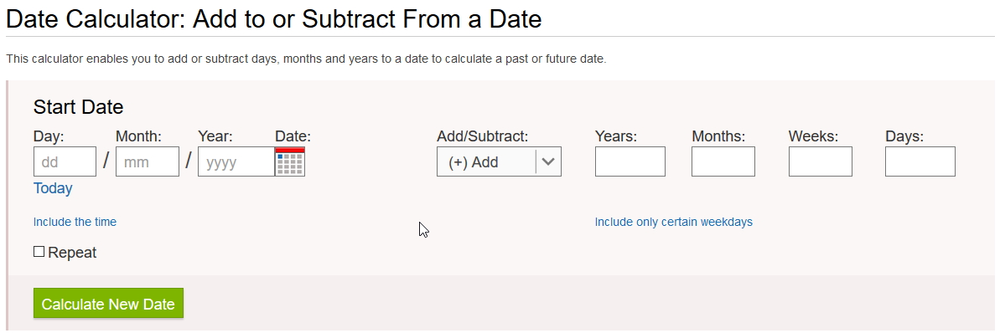 Date Calculator: Add to or Subtract From a Date
This calculator enables you to add or subtract days, months and years to a date to calculate a past or future date.
Start Date
Day: Month: Year: Date: Add/Subtract: Years: Months: Weeks: Days:
dd / mm / yyyy (+) Add
Today
Include the time Include only certain weekdays
Repeat
Calculate New Date